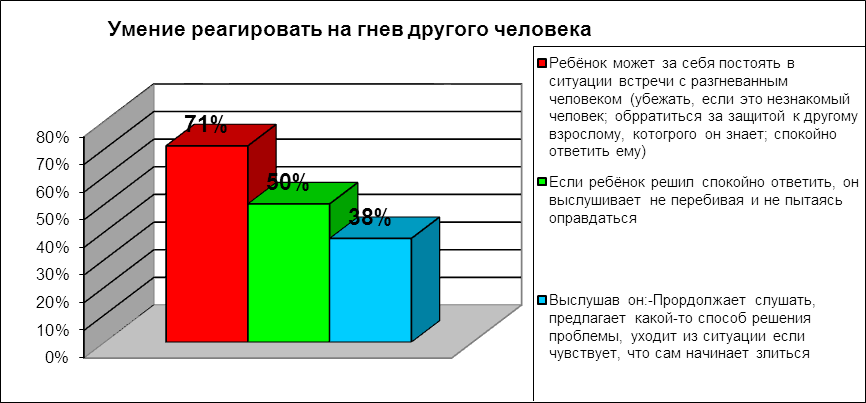 Умение реагировать на гнев другого человека
71%
50%
38%
80%
70%
60%
50%
40%
30%
20%
10%
0%
Ребёнок может за себя постоять в
ситуации встречи с разгневанным
человеком (убежать, если это незнакомый
человек; обрратиться за защитой к другому
взрослому, которого он знает; спокойно
ответить ему)
Если ребёнок решил спокойно ответить, он
выслушивает не перебивая и не пытаясь
оправдаться
Выслушав он:-Прордолжает слушать,
предлагает какой-то способ решения
проблемы, уходит из ситуации если
чувствует, что сам начинает злиться